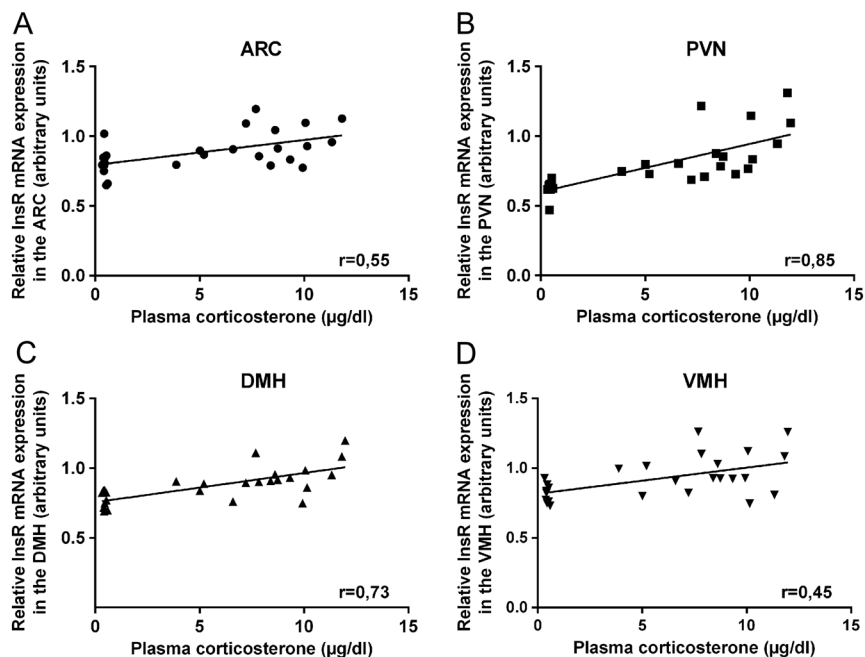 A
ARC
Relative InsR mRNA expression
in the ARC (arbitrary units)
1.5
1.0
0.5
0.0
r=0,55
0
5
10
15
Plasma corticosterone (µg/dl)
B
PVN
Relative InsR mRNA expression
in the PVN (arbitrary units)
1.5
1.0
0.5
0.0
r=0,85
0
5
10
15
Plasma corticosterone (µg/dl)
C
DMH
Relative InsR mRNA expression
in the DMH (arbitrary units)
1.5
1.0
0.5
r=0,73
0
5
10
15
Plasma corticosterone (µg/dl)
D
VMH
Relative InsR mRNA expression
in the VMH (arbitrary units)
1.5
1.0
0.5
0.0
r=0,45
0
5
10
15
Plasma corticosterone (µg/dl)